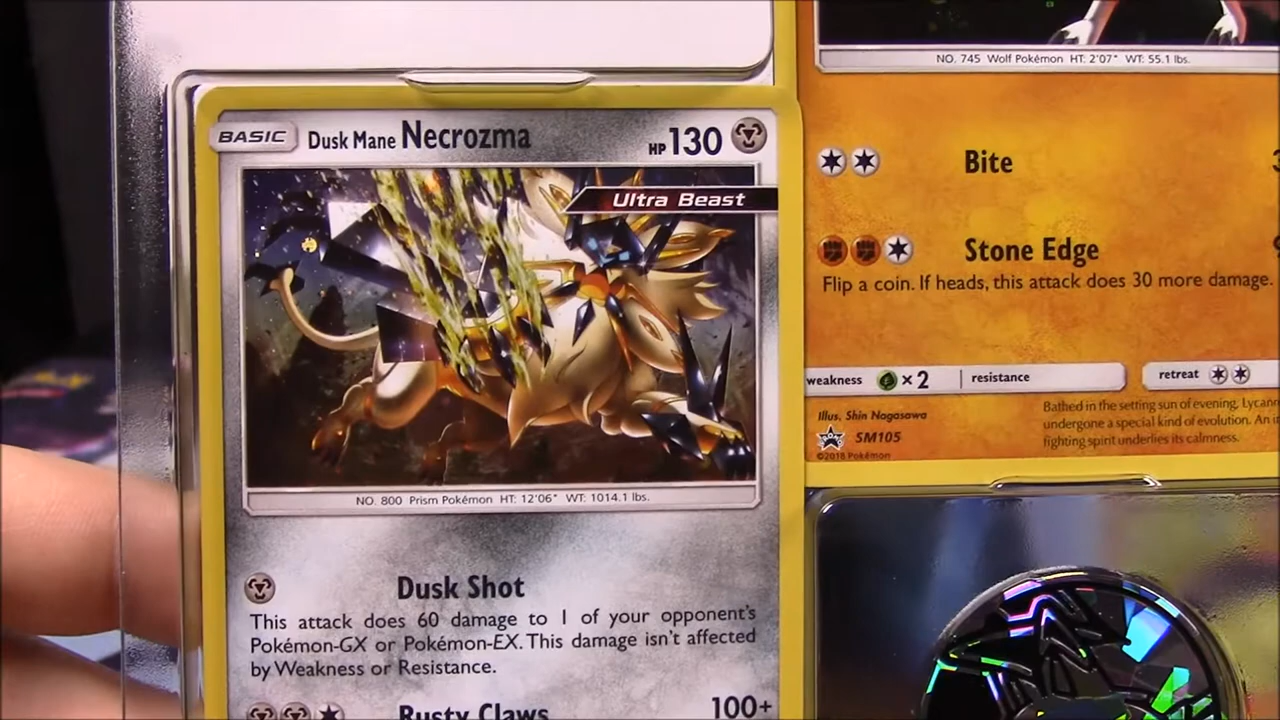 BASIC
Dusk Mane Necrozma
HP 130
Ultra Beast
NO. 800 Prism Pokémon HT: 12'06" WT: 1014.1 lbs.
Dusk Shot
This attack does 60 damage to 1 of your opponent's
Pokémon-GX or Pokémon-EX. This damage isn't affected
by Weakness or Resistance.
Rusty Claws 100+
NO. 745 Wolf Pokémon HT: 2'07" WT: 55.1 lbs.
Bite
Stone Edge
Flip a coin. If heads, this attack does 30 more damage.
weakness ×2 resistance retreat
Illus. Shin Nagasawa
SM105
©2018 Pokémon
Bathed in the setting sun of evening,
undergone a special kind of evolution. An
fighting spirit underlies its calmness.